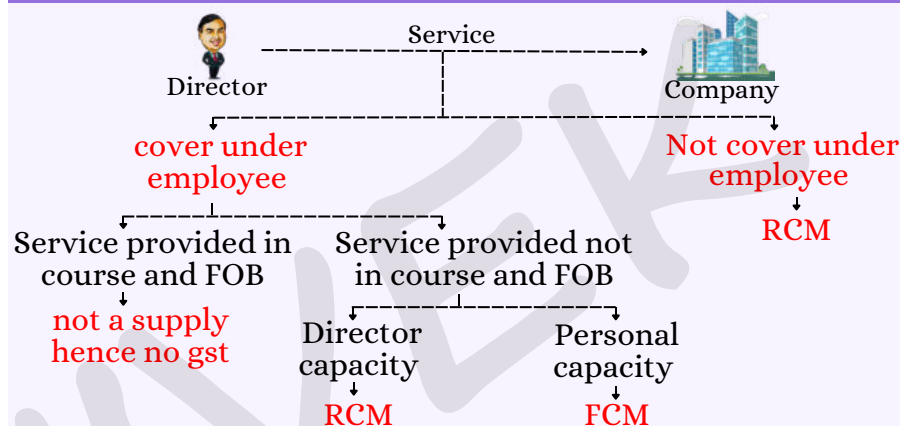 Service
Director
Company
cover under
employee
Not cover under
employee
RCM
Service provided in
course and FOB
not a supply
hence no gst
Service provided not
in course and FOB
Director
capacity
RCM
Personal
capacity
FCM